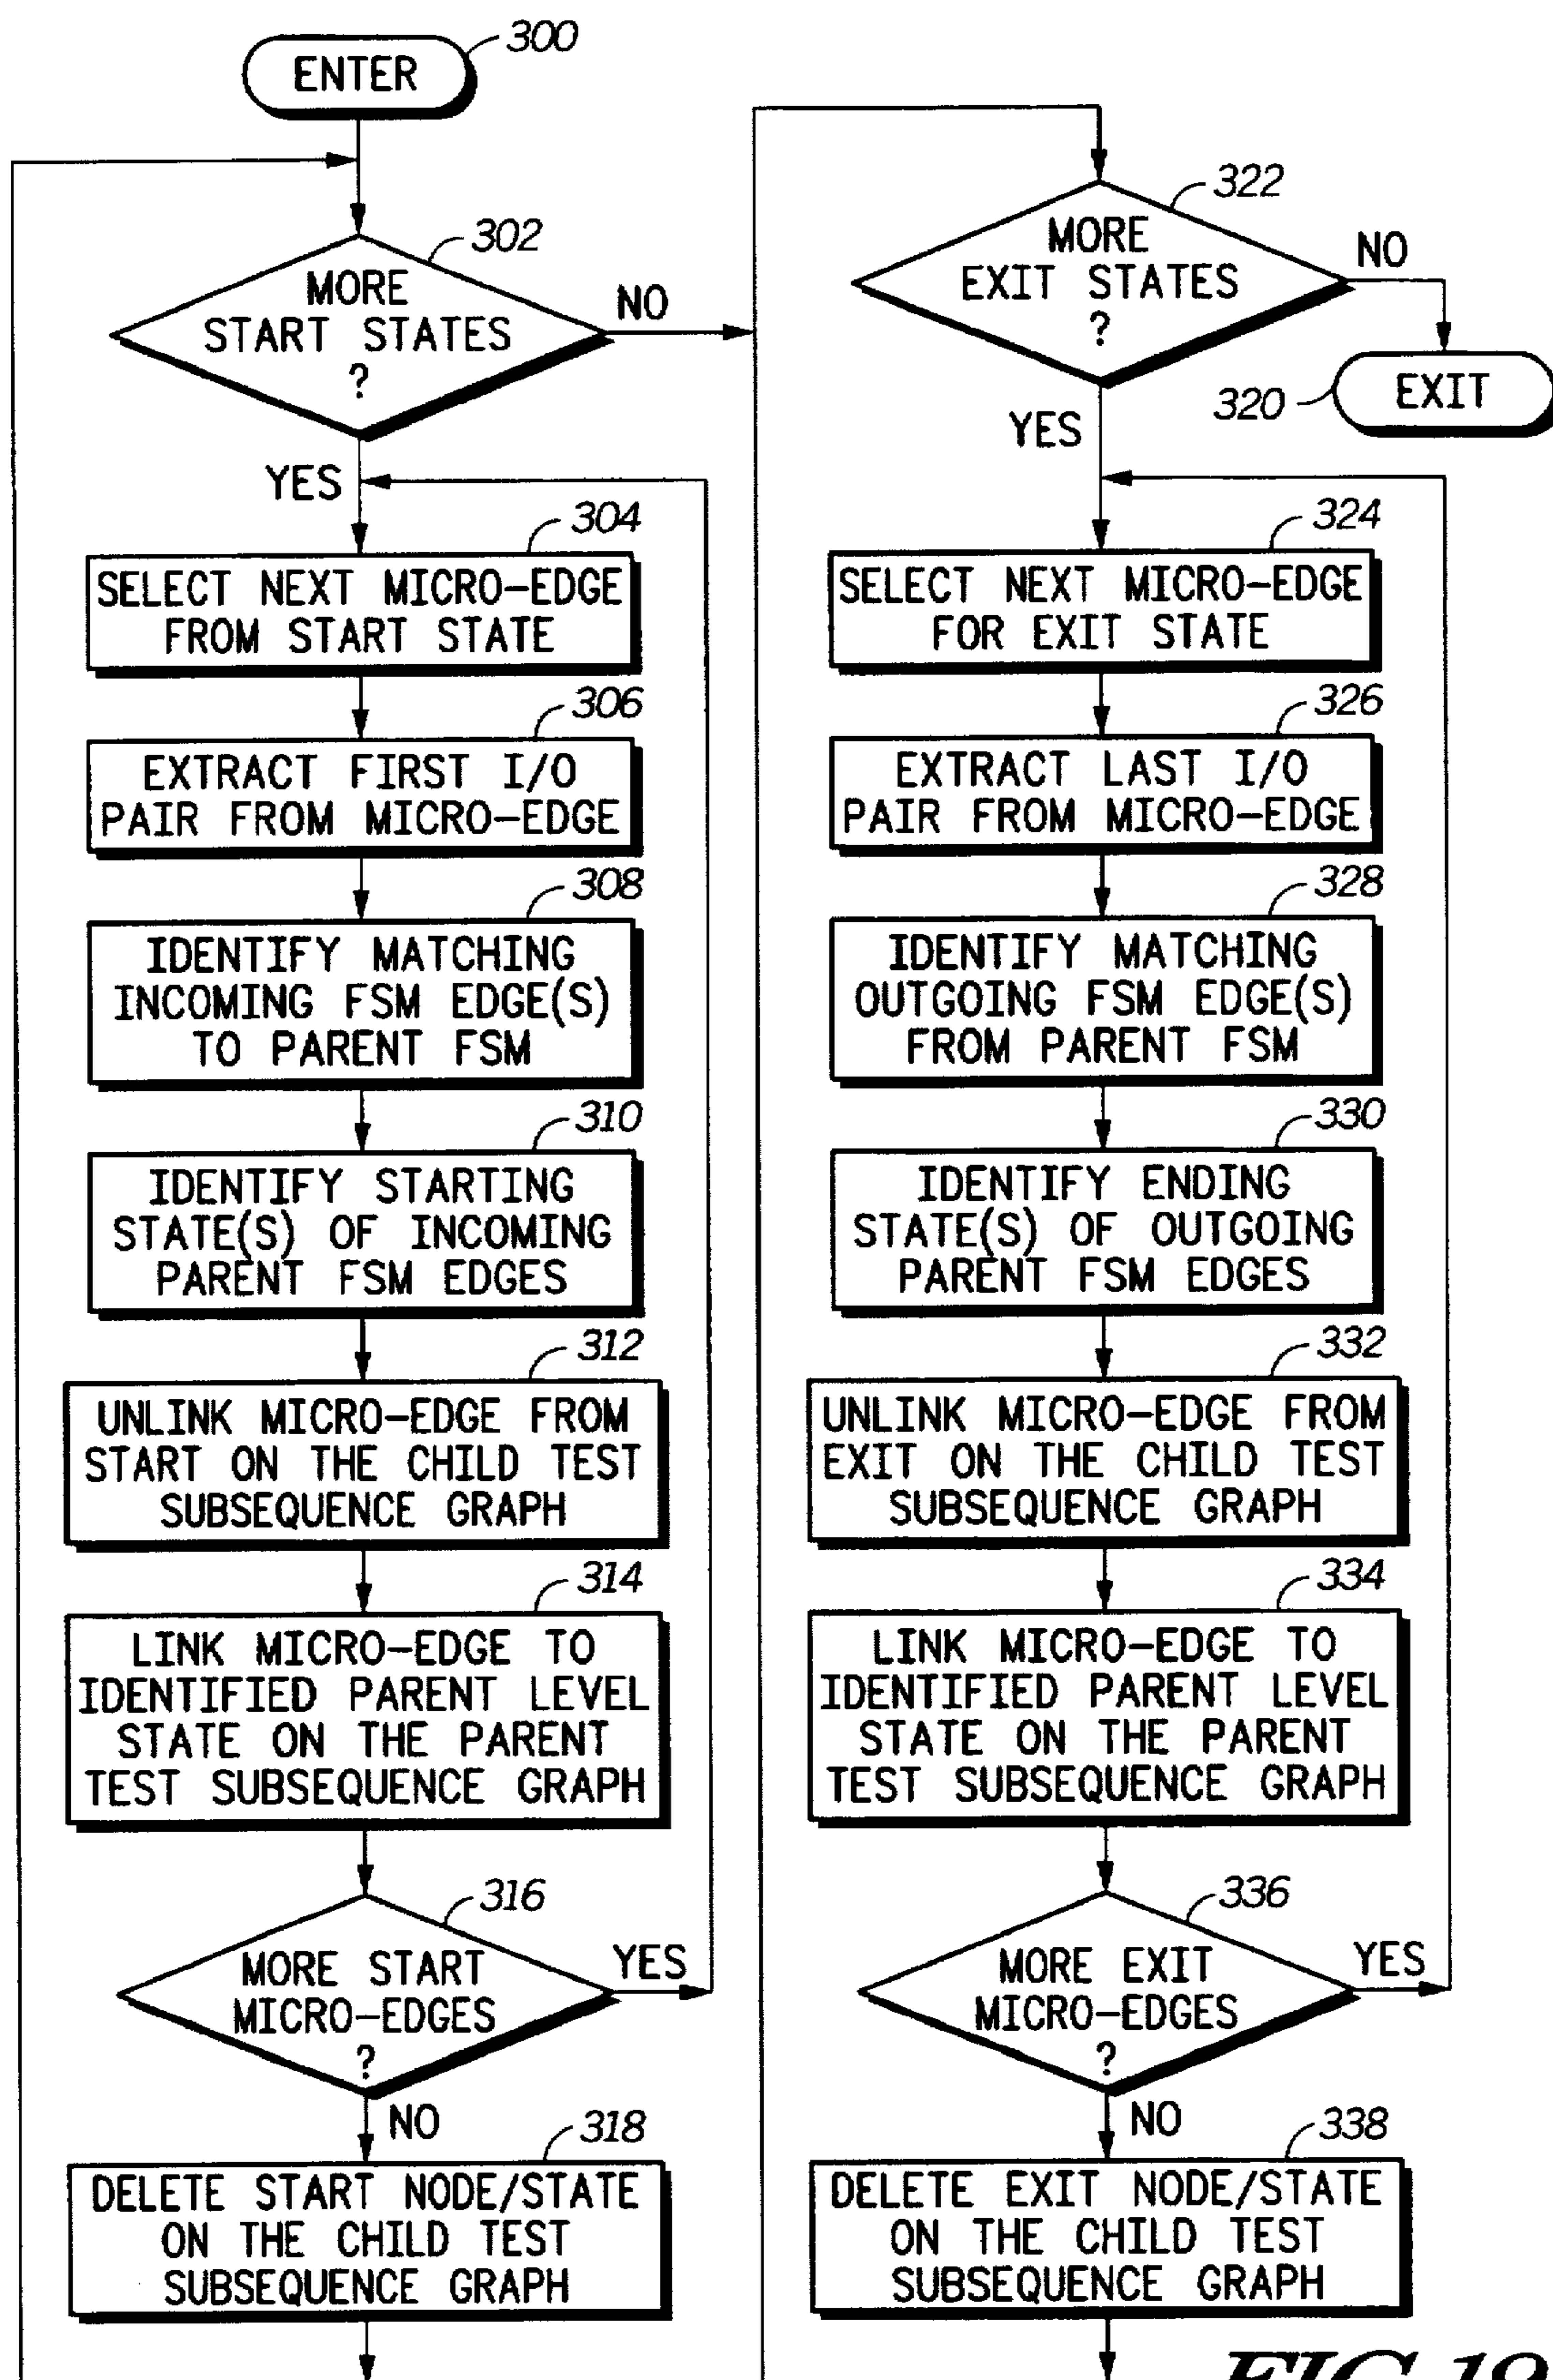 300
ENTER
302
MORE
START STATES
?
NO
YES
304
SELECT NEXT MICRO-EDGE
FROM START STATE
306
EXTRACT FIRST I/O
PAIR FROM MICRO-EDGE
308
IDENTIFY MATCHING
INCOMING FSM EDGE(S)
TO PARENT FSM
310
IDENTIFY STARTING
STATE(S) OF INCOMING
PARENT FSM EDGES
312
UNLINK MICRO-EDGE FROM
START ON THE CHILD TEST
SUBSEQUENCE GRAPH
314
LINK MICRO-EDGE TO
IDENTIFIED PARENT LEVEL
STATE ON THE PARENT
TEST SUBSEQUENCE GRAPH
316
MORE START
MICRO-EDGES
?
YES
NO
318
DELETE START NODE/STATE
ON THE CHILD TEST
SUBSEQUENCE GRAPH
322
MORE
EXIT STATES
?
NO
320
EXIT
YES
324
SELECT NEXT MICRO-EDGE
FOR EXIT STATE
326
EXTRACT LAST I/O
PAIR FROM MICRO-EDGE
328
IDENTIFY MATCHING
OUTGOING FSM EDGE(S)
FROM PARENT FSM
330
IDENTIFY ENDING
STATE(S) OF OUTGOING
PARENT FSM EDGES
332
UNLINK MICRO-EDGE FROM
EXIT ON THE CHILD TEST
SUBSEQUENCE GRAPH
334
LINK MICRO-EDGE TO
IDENTIFIED PARENT LEVEL
STATE ON THE PARENT
TEST SUBSEQUENCE GRAPH
336
MORE EXIT
MICRO-EDGES
?
YES
NO
338
DELETE EXIT NODE/STATE
ON THE CHILD TEST
SUBSEQUENCE GRAPH